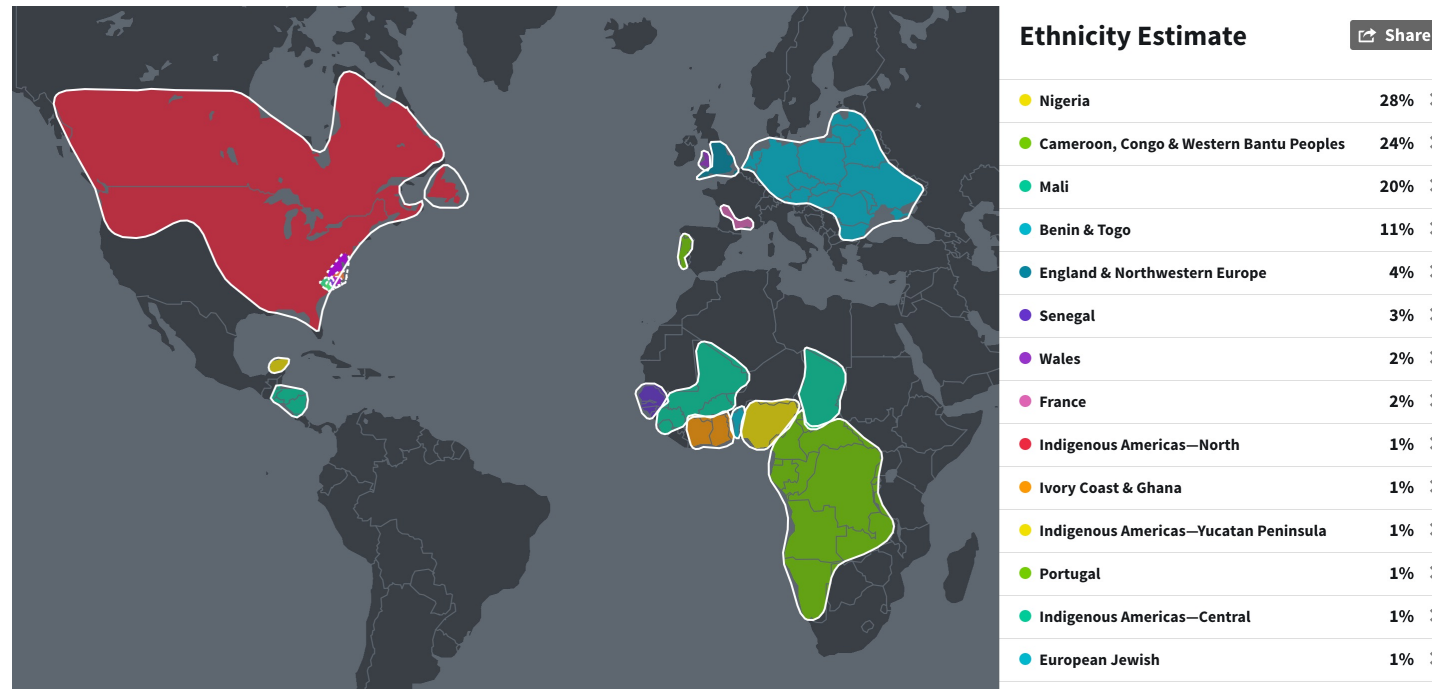 Ethnicity Estimate
Share
Nigeria 28%
Cameroon, Congo & Western Bantu Peoples 24%
Mali 20%
Benin & Togo 11%
England & Northwestern Europe 4%
Senegal 3%
Wales 2%
France 2%
Indigenous Americas—North 1%
Ivory Coast & Ghana 1%
Indigenous Americas—Yucatan Peninsula 1%
Portugal 1%
Indigenous Americas—Central 1%
European Jewish 1%